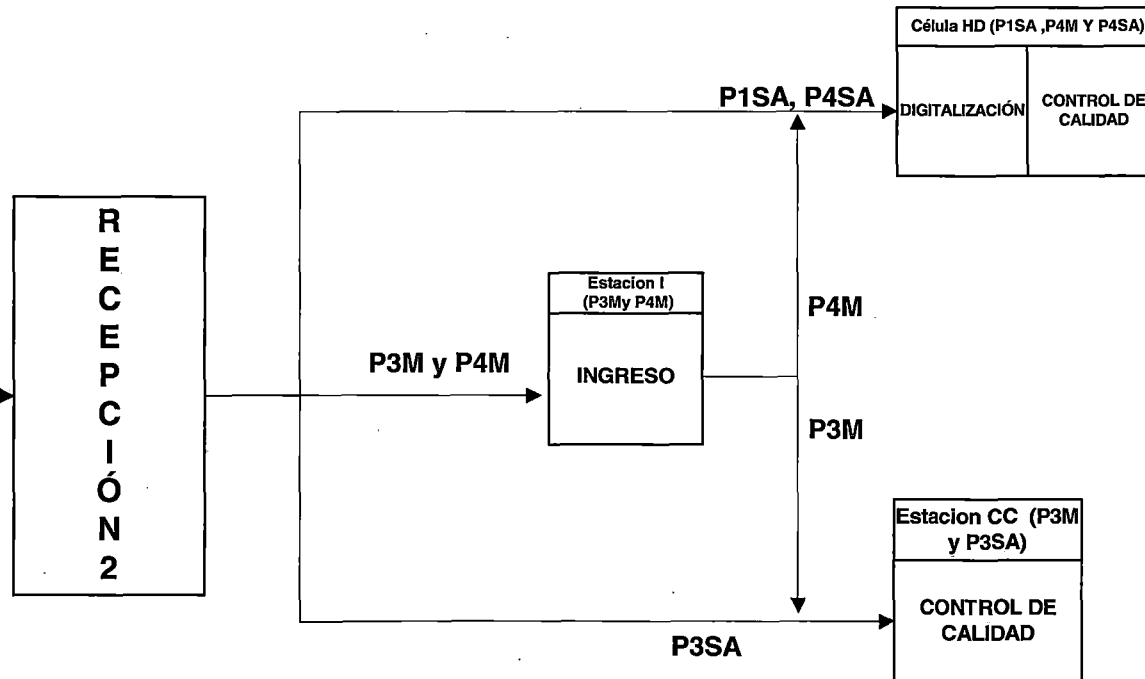 Célula HD (P1SA ,P4M Y P4SA)
DIGITALIZACIÓN
CONTROL DE
CALIDAD
P1SA, P4SA
RECEPCIÓN2
Estacion I
(P3My P4M)
INGRESO
P3M y P4M
P4M
P3M
Estacion CC (P3M
y P3SA)
CONTROL DE
CALIDAD
P3SA